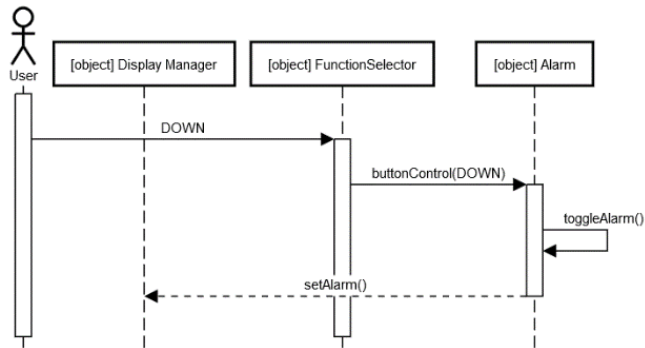 User
[object] Display Manager
[object] FunctionSelector
[object] Alarm
DOWN
buttonControl(DOWN)
toggleAlarm()
setAlarm()